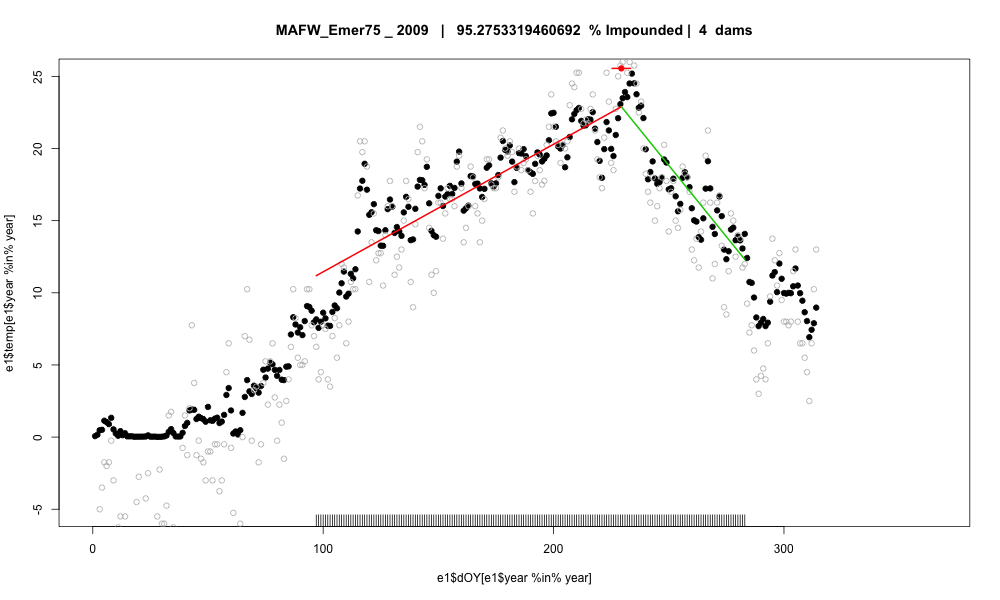 MAFW_Emer75 _ 2009 | 95.2753319460692 % Impounded | 4 dams
e1$temp[e1$year %in% year]
25
20
15
10
5
0
-5
0 100 200 300
e1$dOY[e1$year %in% year]